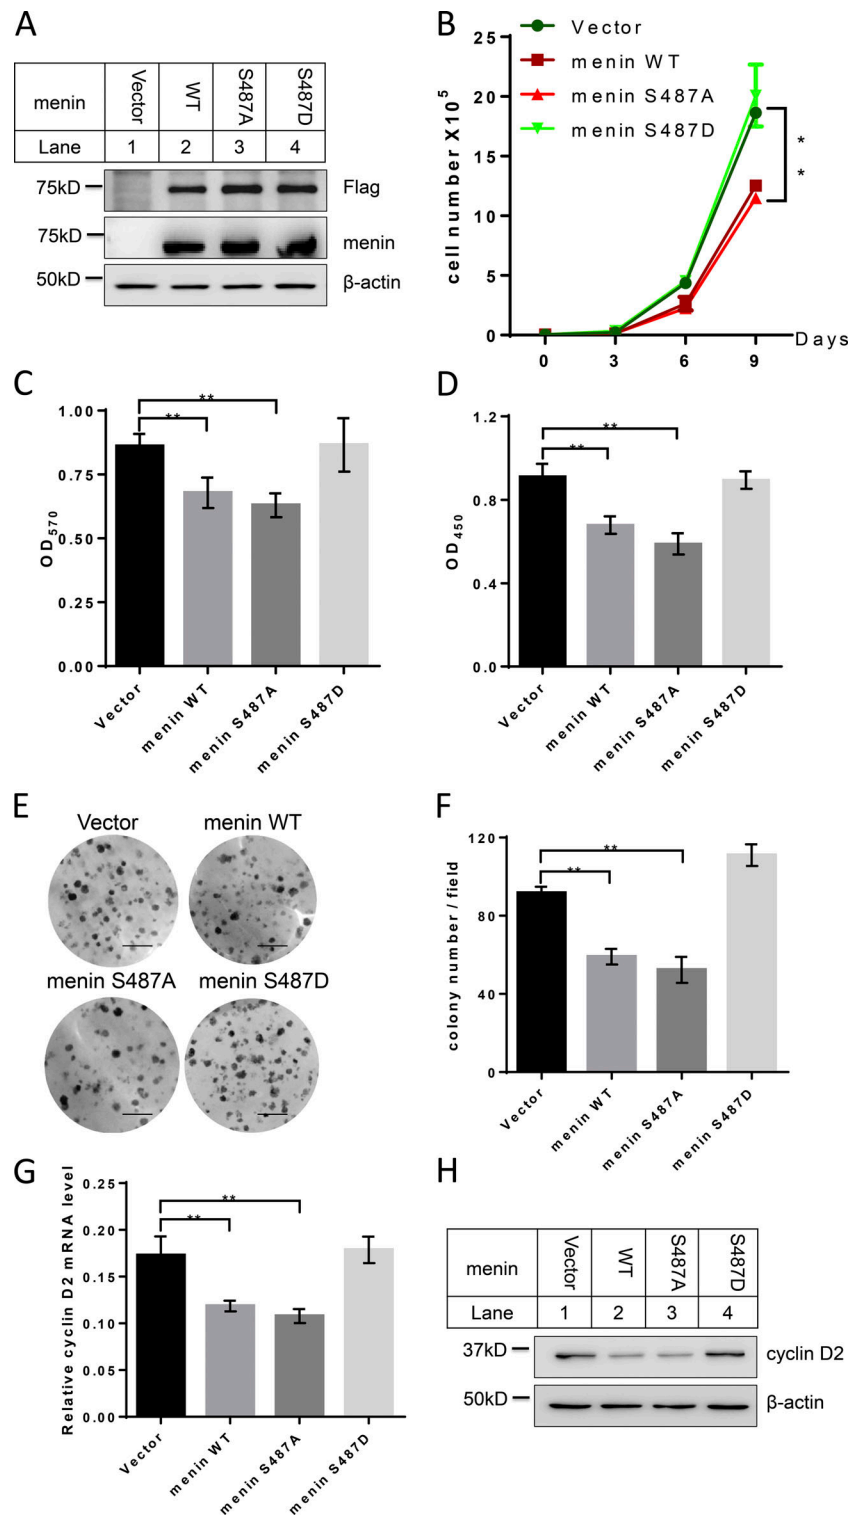 A
menin Vector WT S487A S487D
Lane 1 2 3 4
75kD Flag
75kD menin
50kD β-actin
B
Vector
menin WT
menin S487A
menin S487D
cell number X10⁵
25
20
15
10
5
0
0 3 6 9 Days
* *
C
OD570
1.00
0.75
0.50
0.25
0.00
**
**
Vector
menin WT
menin S487A
menin S487D
D
OD450
1.2
0.8
0.4
0.0
**
**
Vector
menin WT
menin S487A
menin S487D
E
Vector menin WT
menin S487A menin S487D
F
colony number / field
120
80
40
0
**
**
Vector
menin WT
menin S487A
menin S487D
G
Relative cyclin D2 mRNA level
0.25
0.20
0.15
0.10
0.05
0.00
**
**
Vector
menin WT
menin S487A
menin S487D
H
menin Vector WT S487A S487D
Lane 1 2 3 4
37kD cyclin D2
50kD β-actin